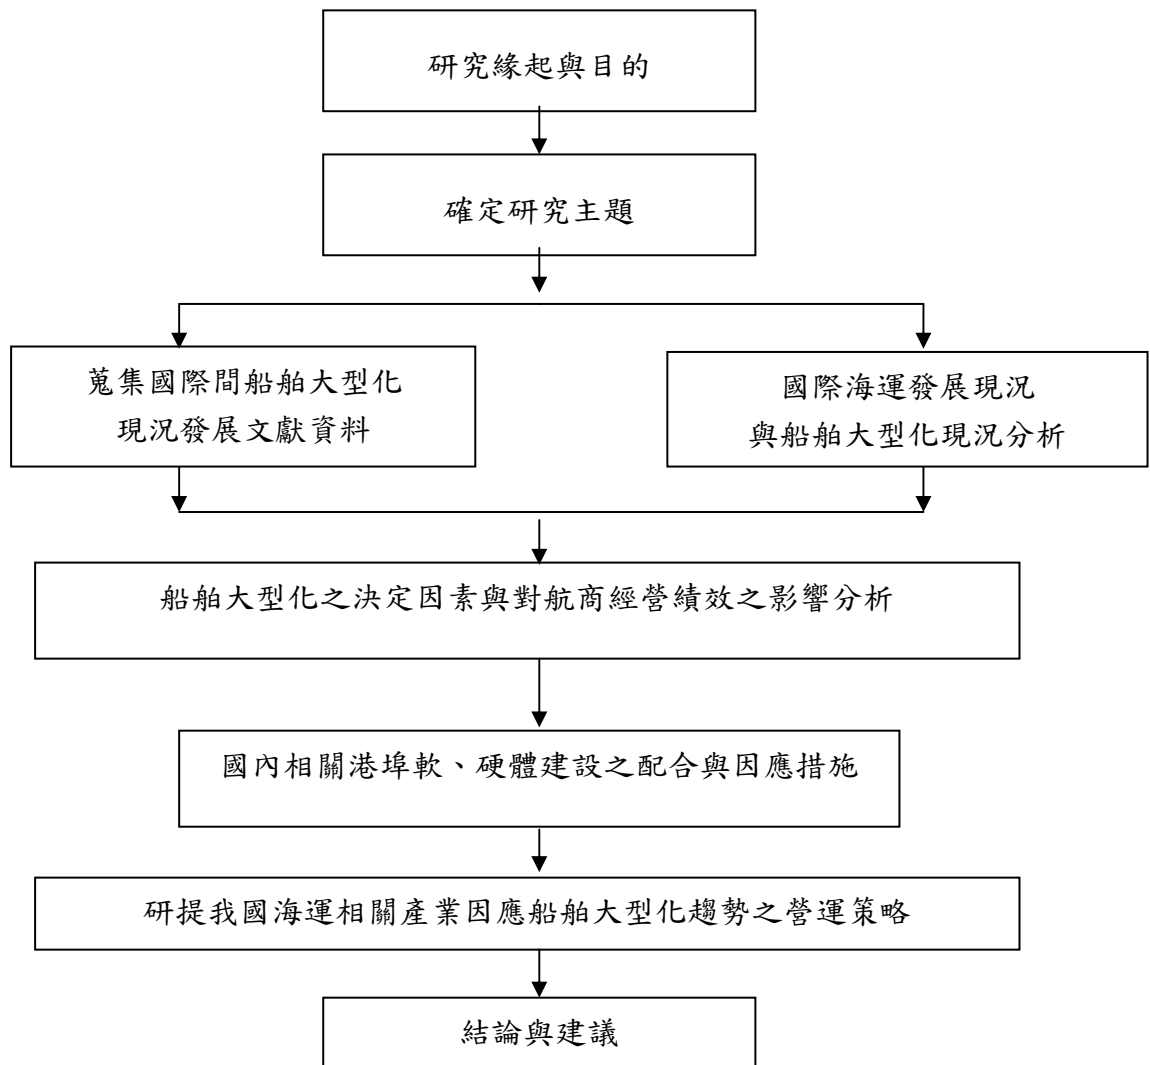 研究緣起與目的
確定研究主題
蒐集國際間船舶大型化
現況發展文獻資料
國際海運發展現況
與船舶大型化現況分析
船舶大型化之決定因素與對航商經營績效之影響分析
國內相關港埠軟、硬體建設之配合與因應措施
研提我國海運相關產業因應船舶大型化趨勢之營運策略
結論與建議